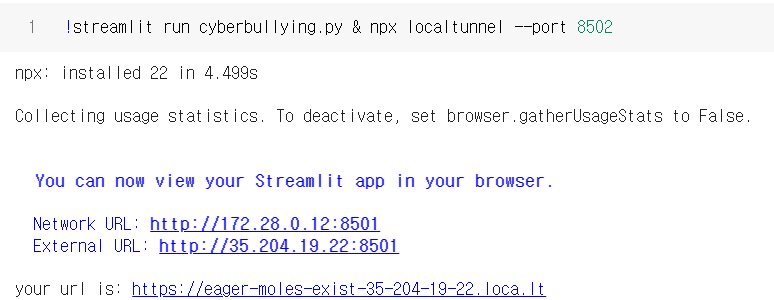 1 !streamlit run cyberbullying.py & npx localtunnel --port 8502
npx: installed 22 in 4.499s
Collecting usage statistics. To deactivate, set browser.gatherUsageStats to False.
You can now view your Streamlit app in your browser.
Network URL: http://172.28.0.12:8501
External URL: http://35.204.19.22:8501
your url is: https://eager-moles-exist-35-204-19-22.loca.lt